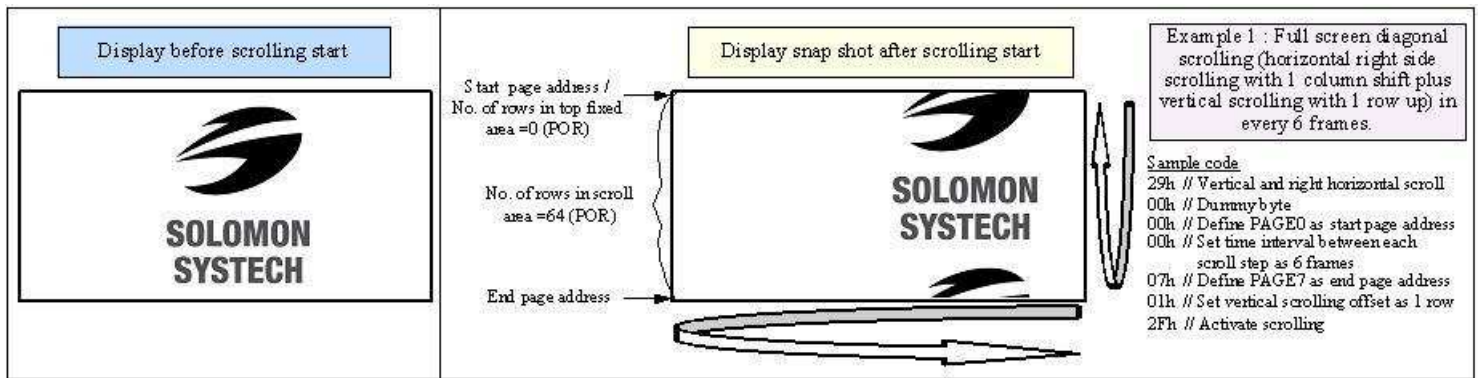 Display before scrolling start
SOLOMON
SYSTECH
Display snap shot after scrolling start
Start page address /
No. of rows in top fixed
area =0 (POR)
No. of rows in scroll
area =64 (POR)
End page address
SOLOMON
SYSTECH
Example 1 : Full screen diagonal
scrolling (horizontal right side
scrolling with 1 column shift plus
vertical scrolling with 1 row up) in
every 6 frames.
Sample code
29h // Vertical and right horizontal scroll
00h // Dummy byte
00h // Define PAGE0 as start page address
00h // Set time interval between each
scroll step as 6 frames
07h // Define PAGE7 as end page address
01h // Set vertical scrolling offset as 1 row
2Fh // Activate scrolling